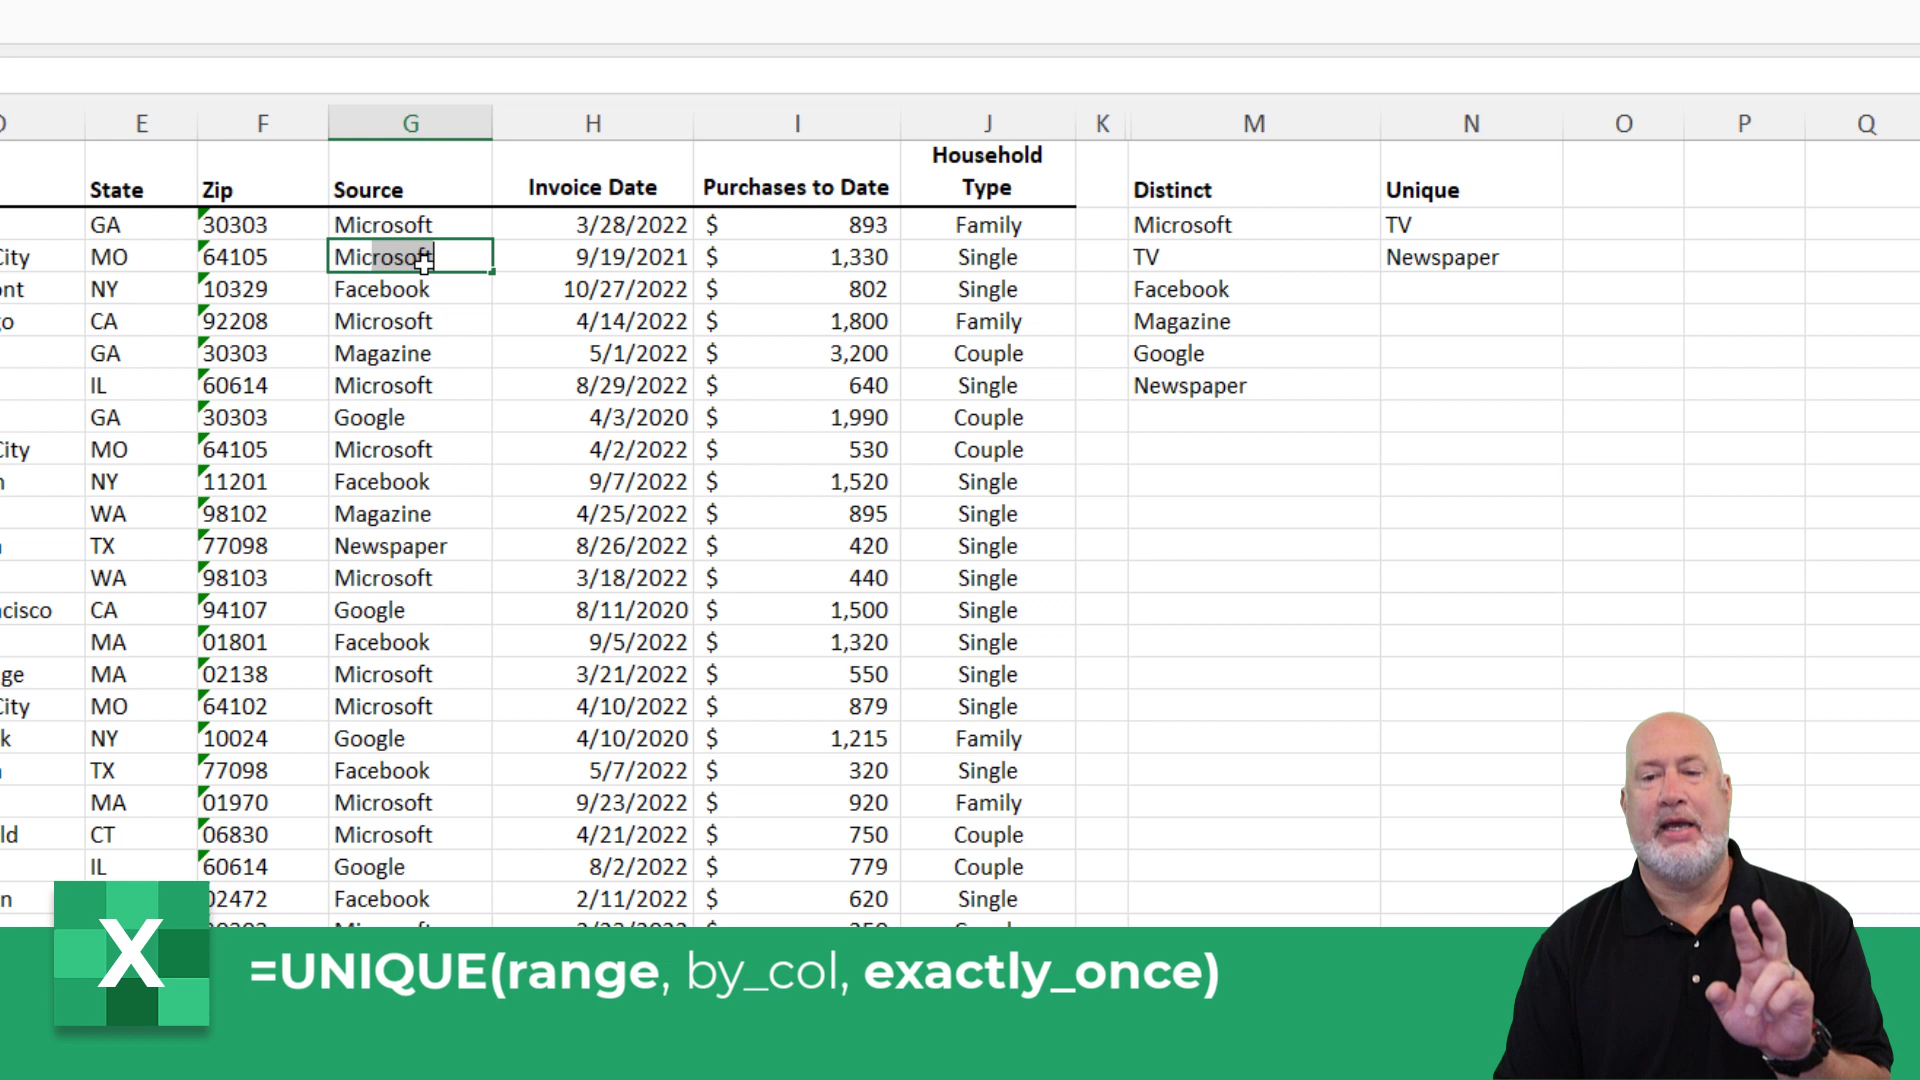 E F G H I J K M N O P Q
State Zip Source Invoice Date Purchases to Date Household Type Distinct Unique
GA 30303 Microsoft 3/28/2022 $ 893 Family Microsoft TV
City MO 64105 Microsoft 9/19/2021 $ 1,330 Single TV Newspaper
ont NY 10329 Facebook 10/27/2022 $ 802 Single Facebook
o CA 92208 Microsoft 4/14/2022 $ 1,800 Family Magazine
GA 30303 Magazine 5/1/2022 $ 3,200 Couple Google
IL 60614 Microsoft 8/29/2022 $ 640 Single Newspaper
GA 30303 Google 4/3/2020 $ 1,990 Couple
City MO 64105 Microsoft 4/2/2022 $ 530 Couple
n NY 11201 Facebook 9/7/2022 $ 1,520 Single
WA 98102 Magazine 4/25/2022 $ 895 Single
TX 77098 Newspaper 8/26/2022 $ 420 Single
WA 98103 Microsoft 3/18/2022 $ 440 Single
ncisco CA 94107 Google 8/11/2020 $ 1,500 Single
MA 01801 Facebook 9/5/2022 $ 1,320 Single
ge MA 02138 Microsoft 3/21/2022 $ 550 Single
City MO 64102 Microsoft 4/10/2022 $ 879 Single
k NY 10024 Google 4/10/2020 $ 1,215 Family
TX 77098 Facebook 5/7/2022 $ 320 Single
MA 01970 Microsoft 9/23/2022 $ 920 Family
ld CT 06830 Microsoft 4/21/2022 $ 750 Couple
IL 60614 Google 8/2/2022 $ 779 Couple
n 02472 Facebook 2/11/2022 $ 620 Single
X
=UNIQUE(range, by_col, exactly_once)